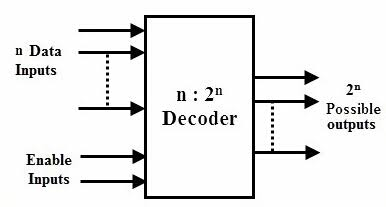 n Data
Inputs
n : 2ⁿ
Decoder
2ⁿ
Possible
outputs
Enable
Inputs